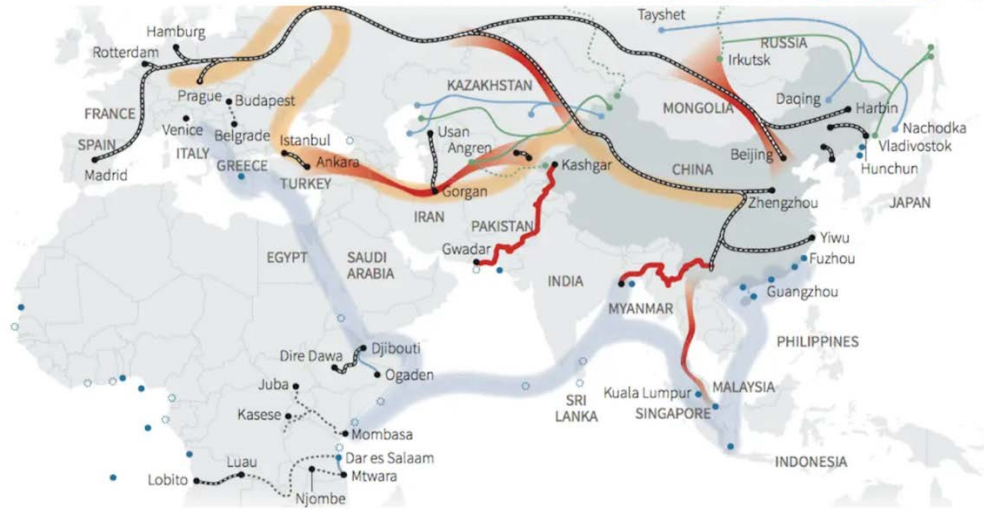 Tayshet
Hamburg
RUSSIA
Rotterdam
Irkutsk
KAZAKHSTAN
Prague
Budapest
MONGOLIA
Daqing
Harbin
FRANCE
Venice
Belgrade
Usan
Nachodka
SPAIN
ITALY
Istanbul
Angren
Vladivostok
GREECE
Ankara
Kashgar
Beijing
Hunchun
Madrid
TURKEY
CHINA
Gorgan
Zhengzhou
JAPAN
IRAN
PAKISTAN
Yiwu
Gwadar
EGYPT
SAUDI
ARABIA
Fuzhou
INDIA
Guangzhou
MYANMAR
Dire Dawa
Djibouti
PHILIPPINES
Ogaden
Juba
Kuala Lumpur
MALAYSIA
SRI
LANKA
SINGAPORE
Kasese
Mombasa
Dar es Salaam
INDONESIA
Luau
Lobito
Mtwara
Njombe